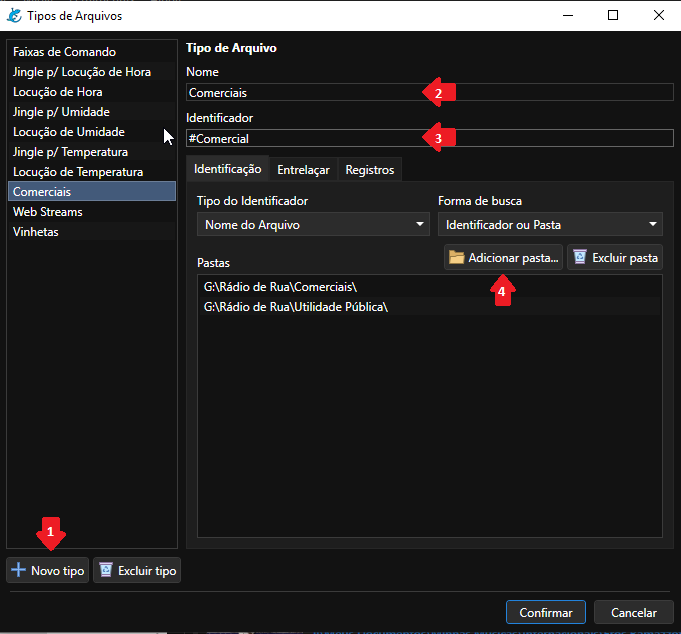 Tipos de Arquivos
Faixas de Comando
Jingle p/ Locução de Hora
Locução de Hora
Jingle p/ Umidade
Locução de Umidade
Jingle p/ Temperatura
Locução de Temperatura
Comerciais
Web Streams
Vinhetas
1
Novo tipo
Excluir tipo
Tipo de Arquivo
Nome
Comerciais
2
Identificador
#Comercial
3
Identificação
Entrelaçar
Registros
Tipo do Identificador
Forma de busca
Nome do Arquivo
Identificador ou Pasta
Adicionar pasta...
Excluir pasta
Pastas
4
G:\Rádio de Rua\Comerciais\
G:\Rádio de Rua\Utilidade Pública\
Confirmar
Cancelar